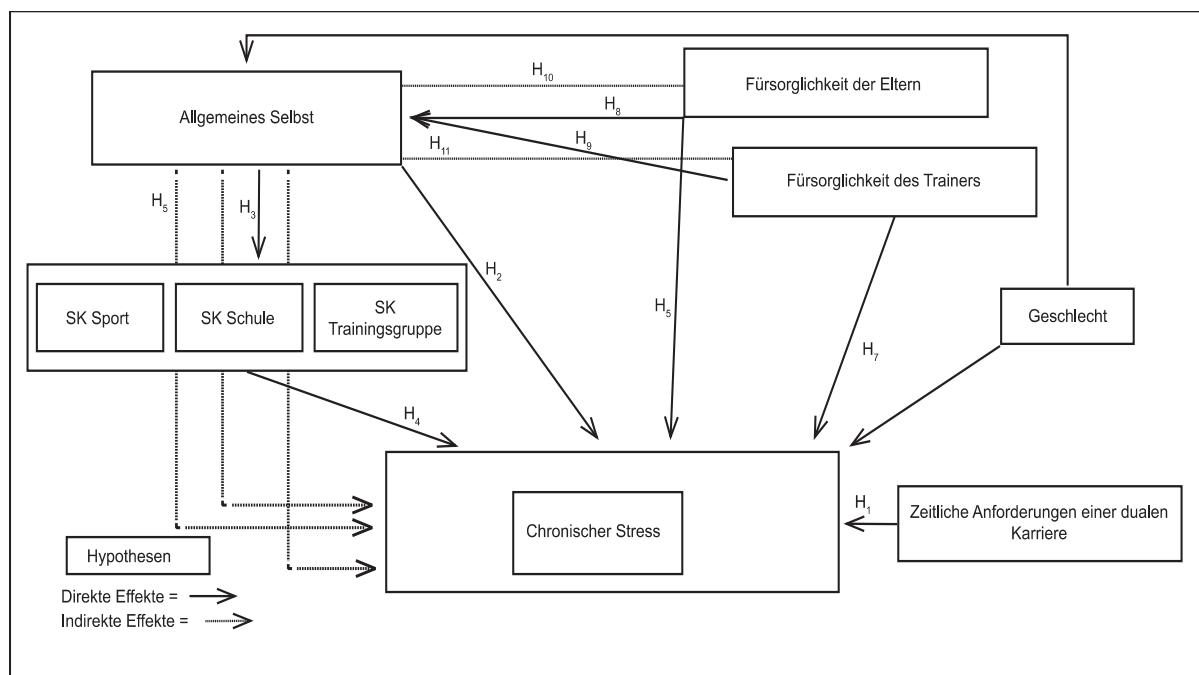 H₁₀
Fürsorglichkeit der Eltern
Allgemeines Selbst
H₈
H₁₁
H₉
Fürsorglichkeit des Trainers
H₅
H₃
H₂
SK Sport
SK Schule
SK
Trainingsgruppe
H₅
Geschlecht
H₇
H₄
Chronischer Stress
H₁
Zeitliche Anforderungen einer dualen
Karriere
Hypothesen
Direkte Effekte =
Indirekte Effekte =